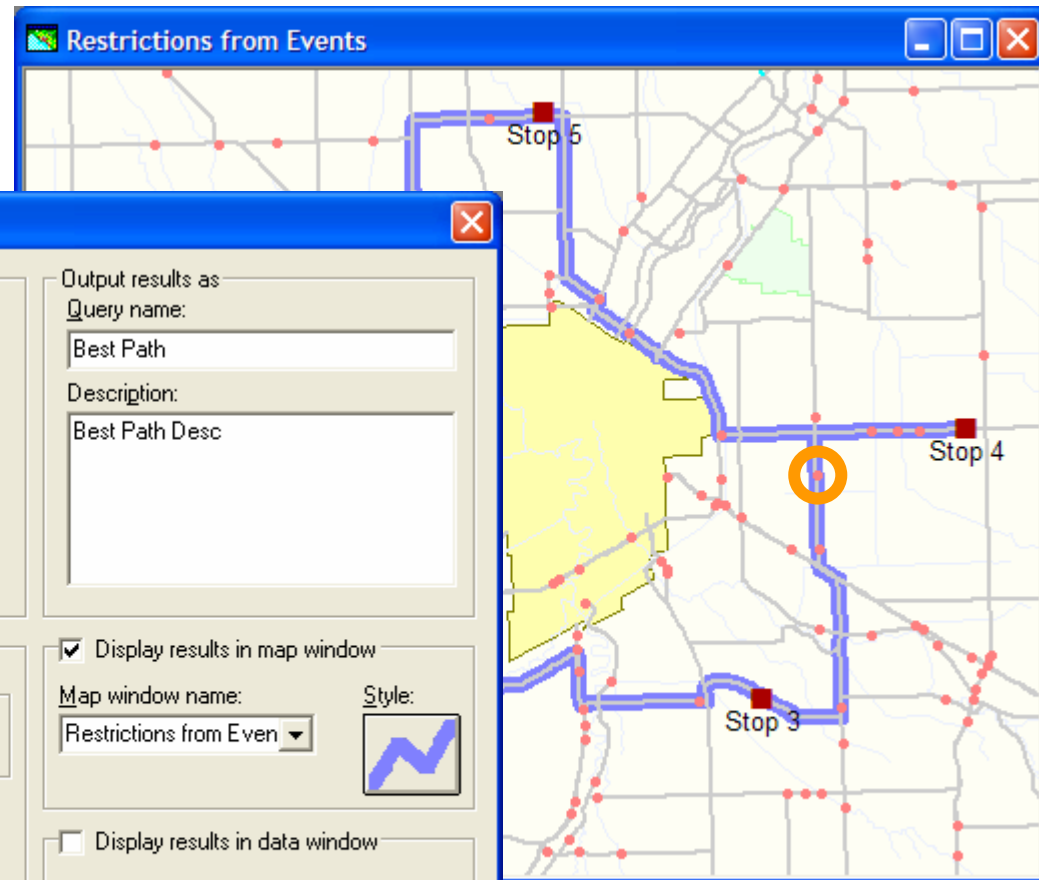 Restrictions from Events
Stop 5
Output results as
Query name:
Best Path
Description:
Best Path Desc
Stop 4
Display results in map window
Map window name:
Style:
Restrictions from Even
Stop 3
Display results in data window